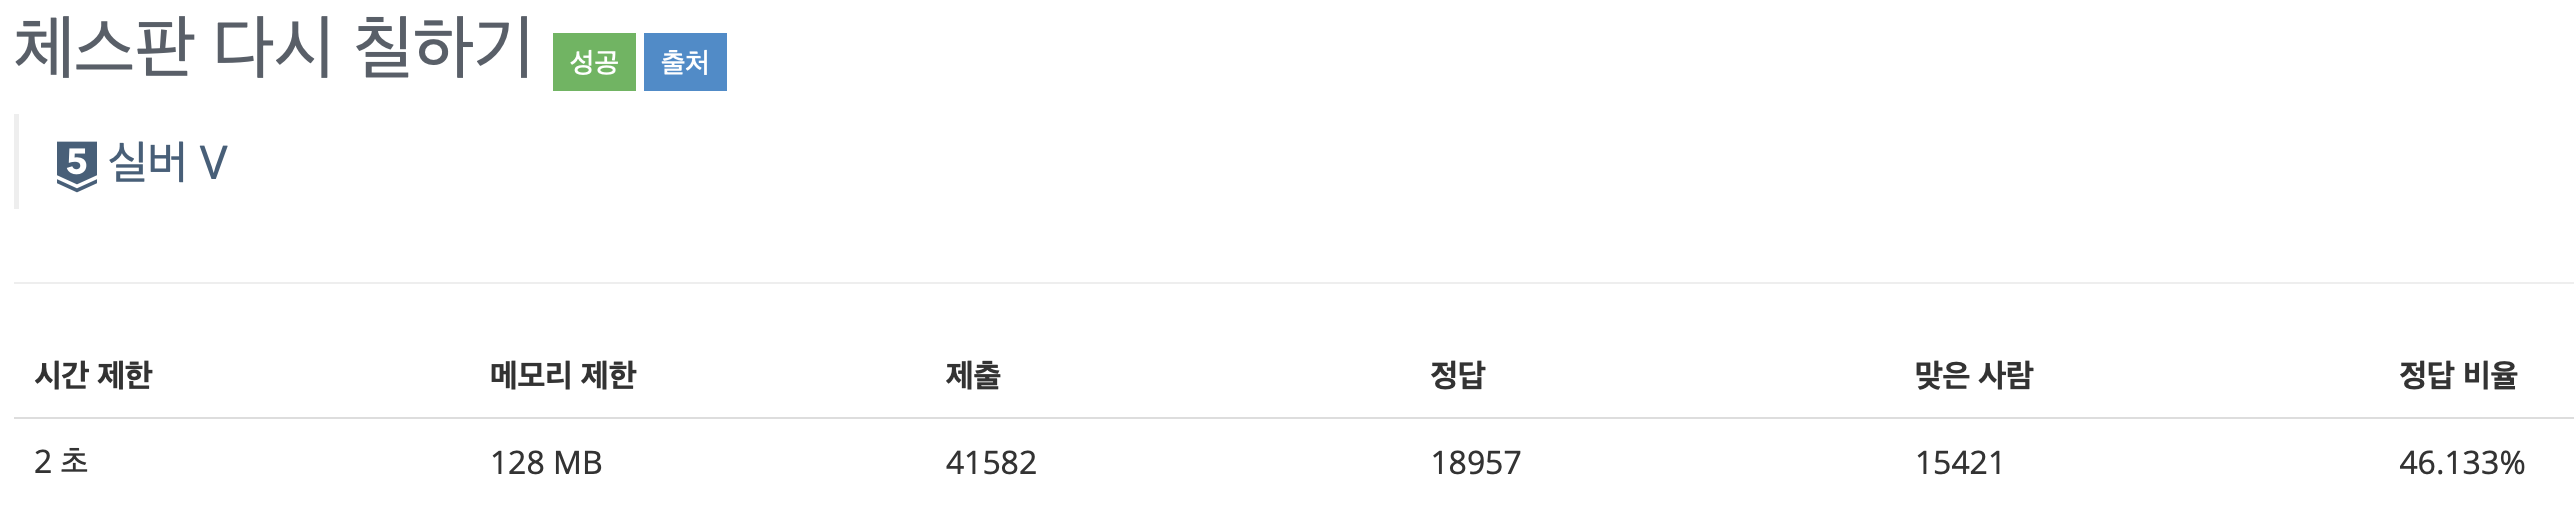 체스판 다시 칠하기 성공 출처
5 실버 V
시간 제한 메모리 제한 제출 정답 맞은 사람 정답 비율
2 초 128 MB 41582 18957 15421 46.133%